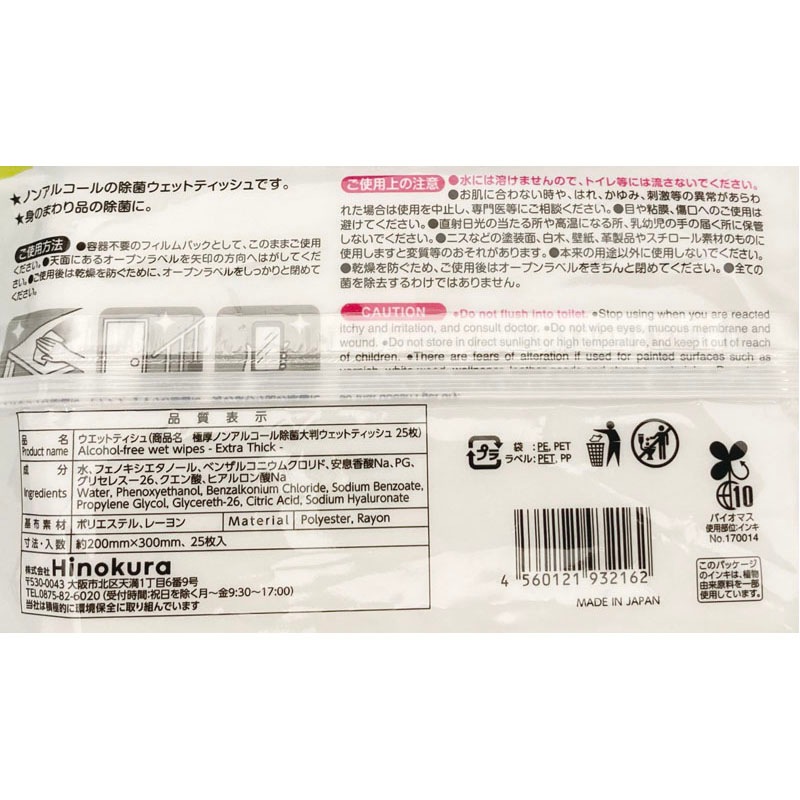 ★ノンアルコールの除菌ウェットティッシュです。
★身のまわり品の除菌に。
ご使用方法 ●容器不要のフィルムパックとして、このままご使用
ください。●天面にあるオープンラベルを矢印の方向へはがしてくだ
さい。●ご使用後は乾燥を防ぐために、オープンラベルをしっかりと閉めて
ください。
ご使用上の注意 ●水には溶けませんので、トイレ等には流さないでください。
●お肌に合わない時や、はれ、かゆみ、刺激等の異常があらわ
れた場合は使用を中止し、専門医等にご相談ください。●目や粘膜、傷口へのご使用は
避けてください。●直射日光の当たる所や高温になる所、乳幼児の手の届く所に保管
しないでください。●ニスなどの塗装面、白木、壁紙、革製品やスチロール素材のものに
使用しますと変質等のおそれがあります。●本来の用途以外に使用しないでください。
●乾燥を防ぐため、ご使用後はオープンラベルをきちんと閉めてください。●全ての
菌を除去するわけではありません。
CAUTION ●Do not flush into toilet. ●Stop using when you are reacted
itchy and irritation, and consult doctor. ●Do not wipe eyes, mucous membrane and
wound. ●Do not store in direct sunlight or high temperature, and keep it out of reach
of children. ●There are fears of alteration if used for painted surfaces such as
品質表示
品名 ウエットティシュ(商品名 極厚ノンアルコール除菌大判ウェットティッシュ 25枚)
Product name Alcohol-free wet wipes - Extra Thick -
成分 水、フェノキシエタノール、ベンザルコニウムクロリド、安息香酸Na、PG、
グリセレス-26、クエン酸、ヒアルロン酸Na
Ingredients Water, Phenoxyethanol, Benzalkonium Chloride, Sodium Benzoate,
Propylene Glycol, Glycereth-26, Citric Acid, Sodium Hyaluronate
基布素材 ポリエステル、レーヨン Material Polyester, Rayon
寸法・入数 約200mm×300mm、25枚入
株式会社Hinokura
〒530-0043 大阪市北区天満1丁目6番9号
TEL0875-82-6020 (受付時間:祝日を除く月～金9:30～17:00)
当社は積極的に環境保全に取り組んでいます
プラ
袋 : PE, PET
ラベル : PET, PP
4 560121 932162
MADE IN JAPAN
10
バイオマス
使用部位:インキ
No.170014
このパッケージ
のインキは、植物
由来原料を一部
使用しています。